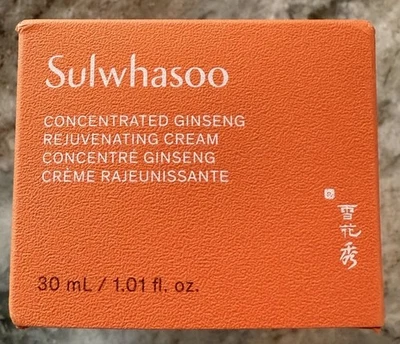 Sulwhasoo
CONCENTRATED GINSENG
REJUVENATING CREAM
CONCENTRÉ GINSENG
CRÈME RAJEUNISSANTE
雪花秀
30 mL / 1.01 fl. oz.